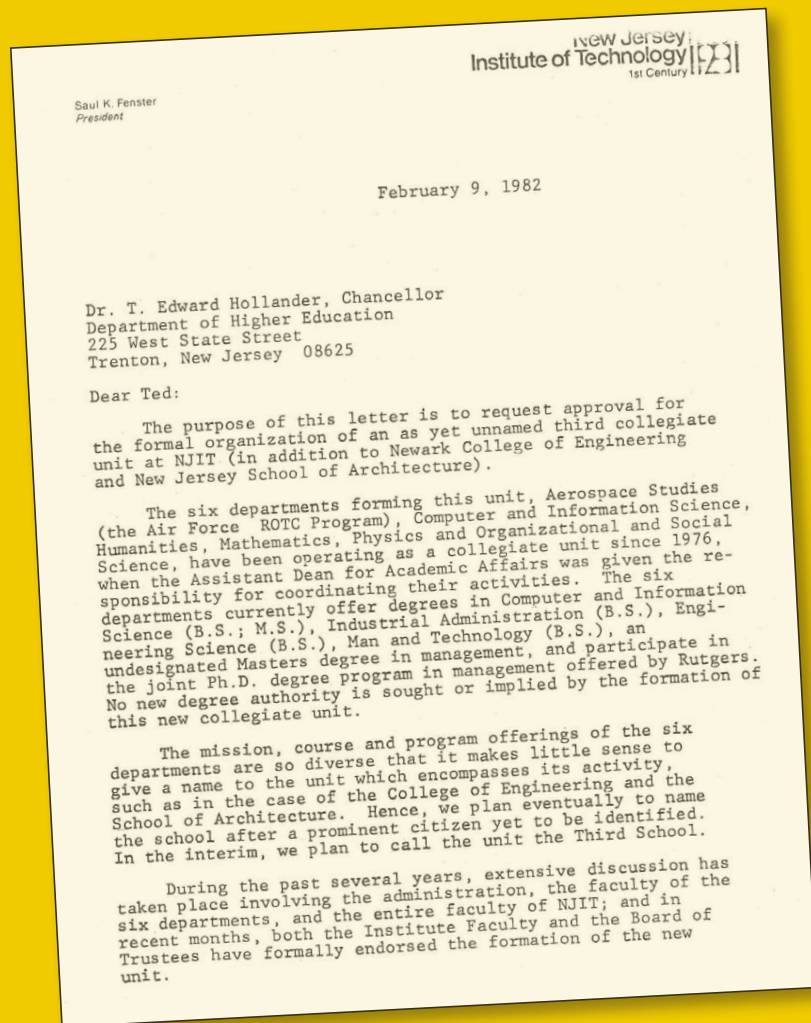 New Jersey
Institute of Technology
1st Century
Saul K. Fenster
President
February 9, 1982
Dr. T. Edward Hollander, Chancellor
Department of Higher Education
225 West State Street
Trenton, New Jersey 08625
Dear Ted:
The purpose of this letter is to request approval for
the formal organization of an as yet unnamed third collegiate
unit at NJIT (in addition to Newark College of Engineering
and New Jersey School of Architecture).
The six departments forming this unit, Aerospace Studies
(the Air Force ROTC Program), Computer and Information Science,
Humanities, Mathematics, Physics and Organizational and Social
Science, have been operating as a collegiate unit since 1976,
when the Assistant Dean for Academic Affairs was given the re-
sponsibility for coordinating their activities. The six
departments currently offer degrees in Computer and Information
Science (B.S.; M.S.), Industrial Administration (B.S.), Engi-
neering Science (B.S.), Man and Technology (B.S.), an
undesignated Masters degree in management, and participate in
the joint Ph.D. degree program in management offered by Rutgers.
No new degree authority is sought or implied by the formation of
this new collegiate unit.
The mission, course and program offerings of the six
departments are so diverse that it makes little sense to
give a name to the unit which encompasses its activity,
such as in the case of the College of Engineering and the
School of Architecture. Hence, we plan eventually to name
the school after a prominent citizen yet to be identified.
In the interim, we plan to call the unit the Third School.
During the past several years, extensive discussion has
taken place involving the administration, the faculty of the
six departments, and the entire faculty of NJIT; and in
recent months, both the Institute Faculty and the Board of
Trustees have formally endorsed the formation of the new
unit.